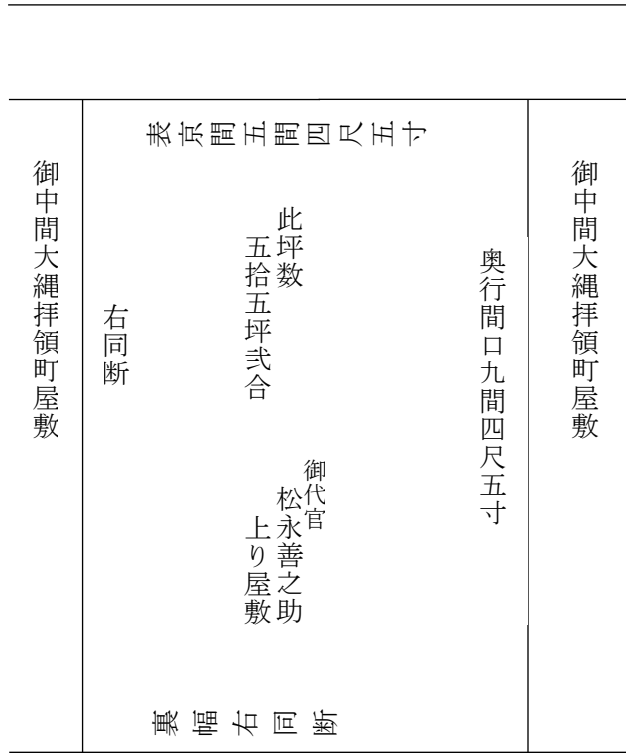 御中間大縄拝領町屋敷
表京間五間四尺五寸
奥行間口九間四尺五寸
此坪数
五拾五坪弐合
御代官
松永善之助
上り屋敷
右同断
裏幅右同断
御中間大縄拝領町屋敷